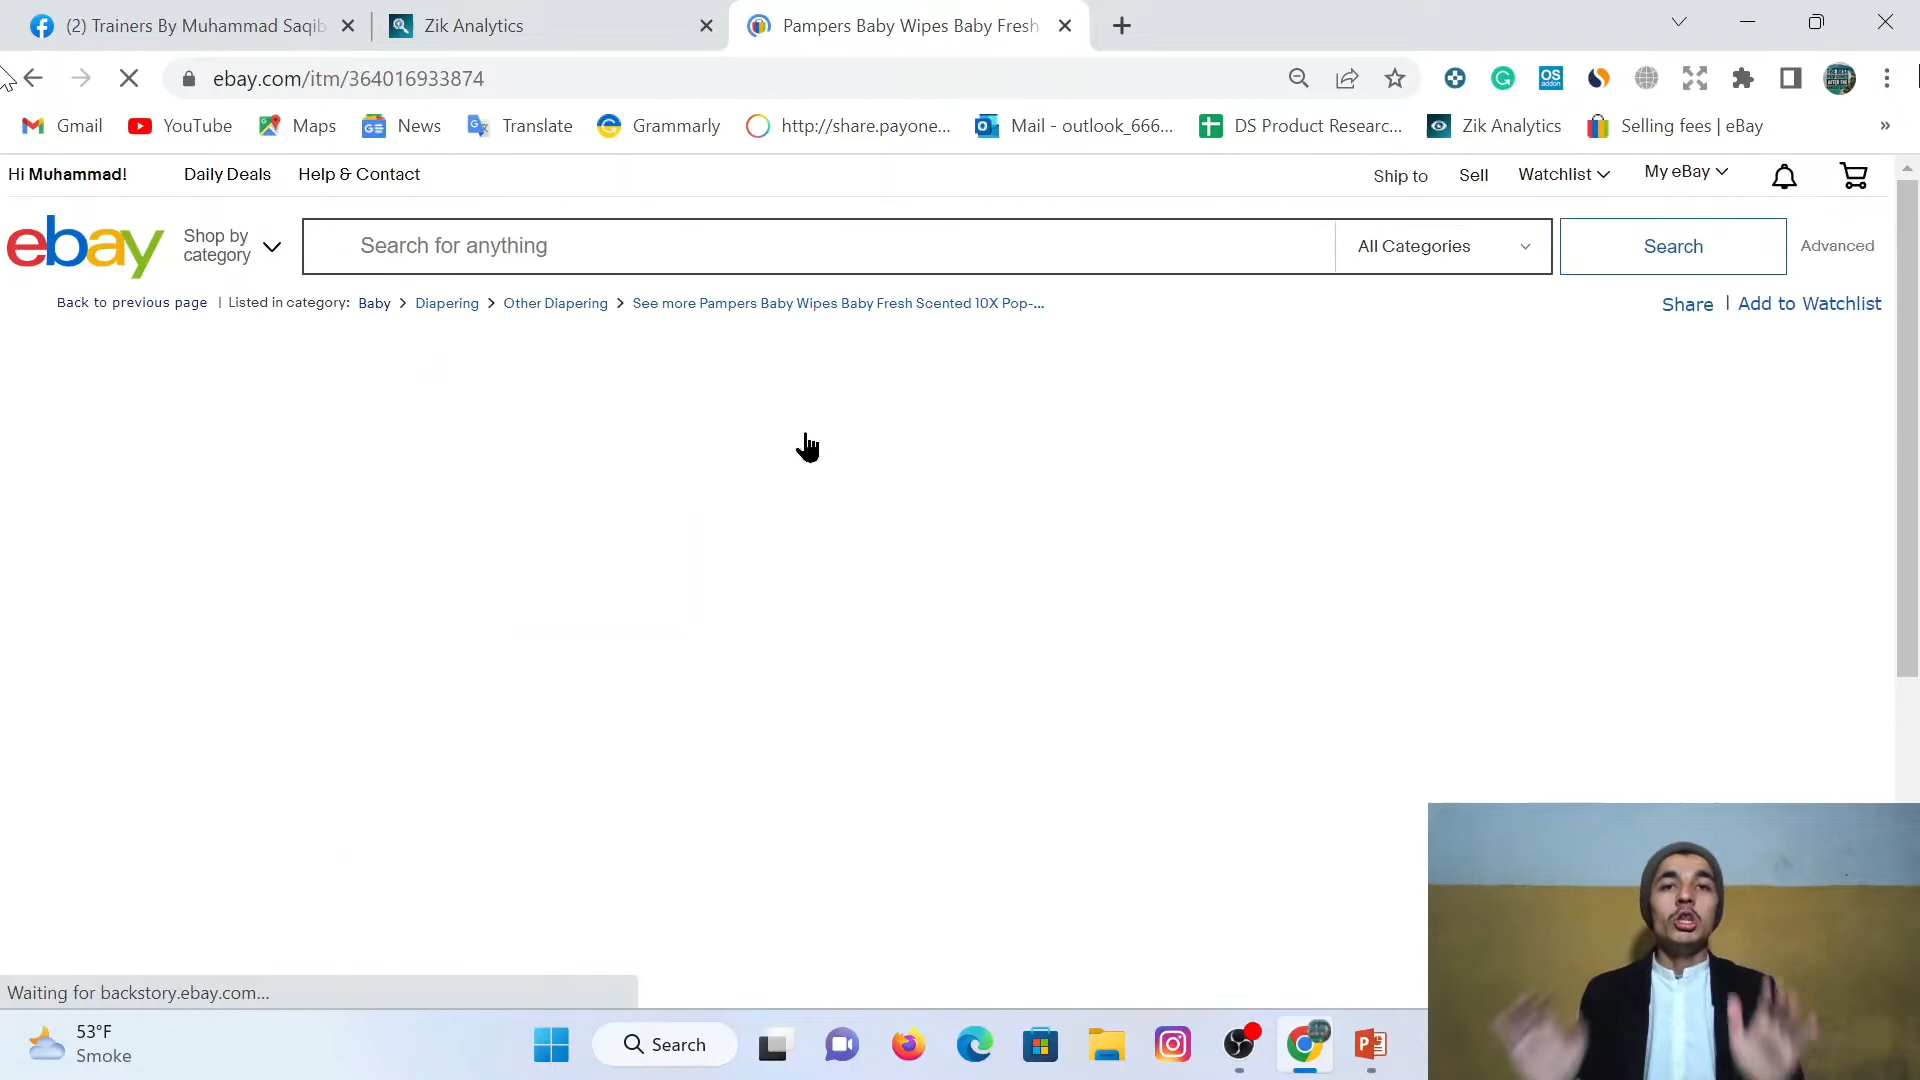 (2) Trainers By Muhammad Saqib
Zik Analytics
Pampers Baby Wipes Baby Fresh
ebay.com/itm/364016933874
OS
addon
Gmail
YouTube
Maps
News
Translate
Grammarly
http://share.payone...
Mail - outlook_666...
DS Product Researc...
Zik Analytics
Selling fees | eBay
»
Hi Muhammad!
Daily Deals
Help & Contact
Ship to
Sell
Watchlist
My eBay
ebay
Shop by
category
Search for anything
All Categories
Search
Advanced
Back to previous page | Listed in category: Baby > Diapering > Other Diapering > See more Pampers Baby Wipes Baby Fresh Scented 10X Pop-...
Share | Add to Watchlist
Waiting for backstory.ebay.com...
53°F
Smoke
Search